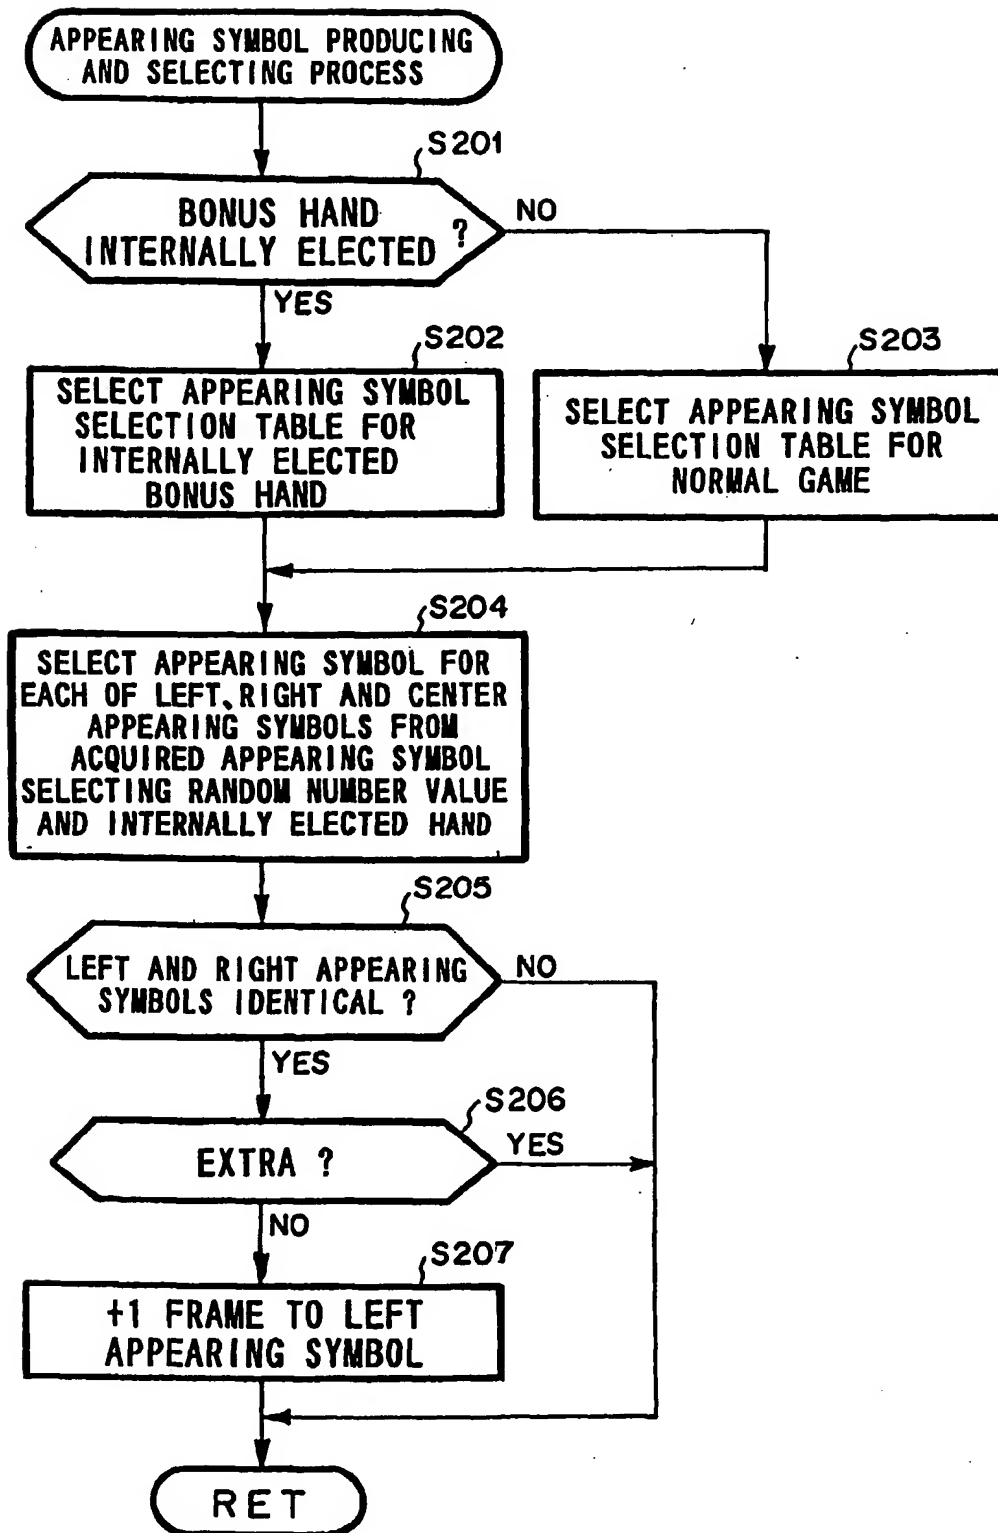 APPEARING SYMBOL PRODUCING
AND SELECTING PROCESS
S201
BONUS HAND
INTERNALLY ELECTED ?
NO
YES
S202
SELECT APPEARING SYMBOL
SELECTION TABLE FOR
INTERNALLY ELECTED
BONUS HAND
S203
SELECT APPEARING SYMBOL
SELECTION TABLE FOR
NORMAL GAME
S204
SELECT APPEARING SYMBOL FOR
EACH OF LEFT、RIGHT AND CENTER
APPEARING SYMBOLS FROM
ACQUIRED APPEARING SYMBOL
SELECTING RANDOM NUMBER VALUE
AND INTERNALLY ELECTED HAND
S205
LEFT AND RIGHT APPEARING
SYMBOLS IDENTICAL ?
NO
YES
S206
EXTRA ?
YES
NO
S207
+1 FRAME TO LEFT
APPEARING SYMBOL
RET